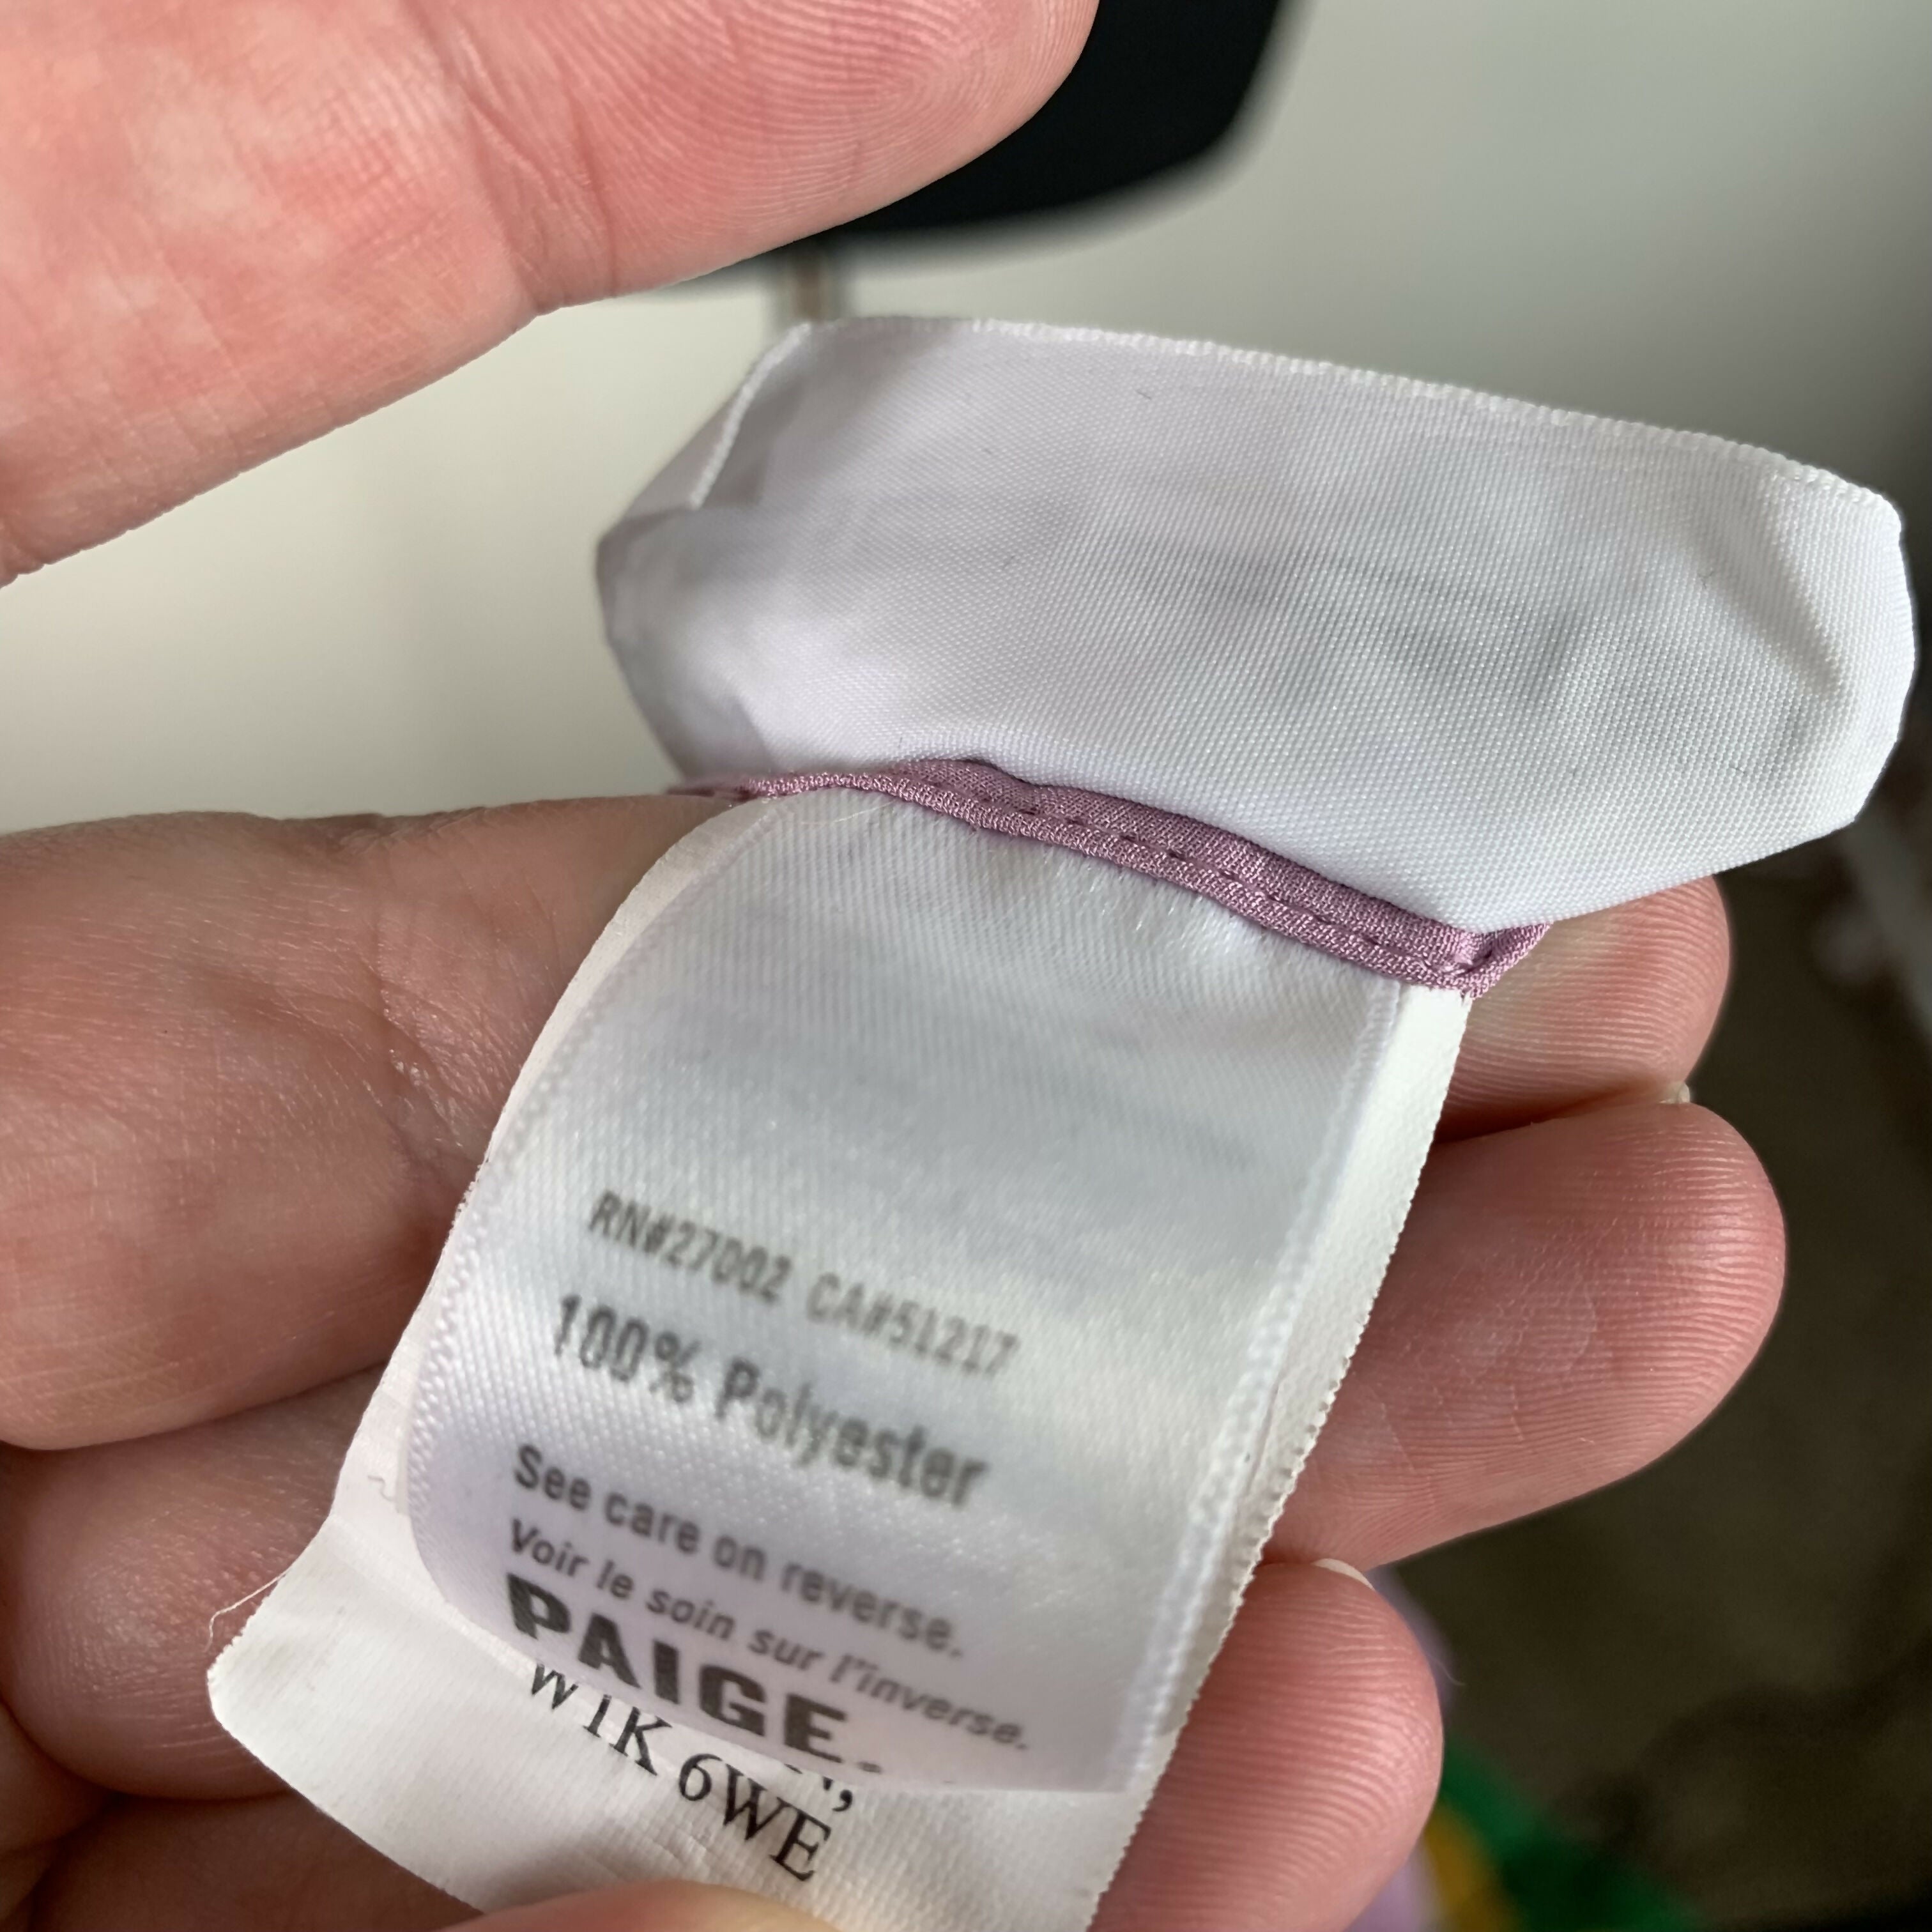 RN#27002 CA#51217
100% Polyester
See care on reverse.
Voir le soin sur l'inverse.
PAIGE.
W1K 6WE